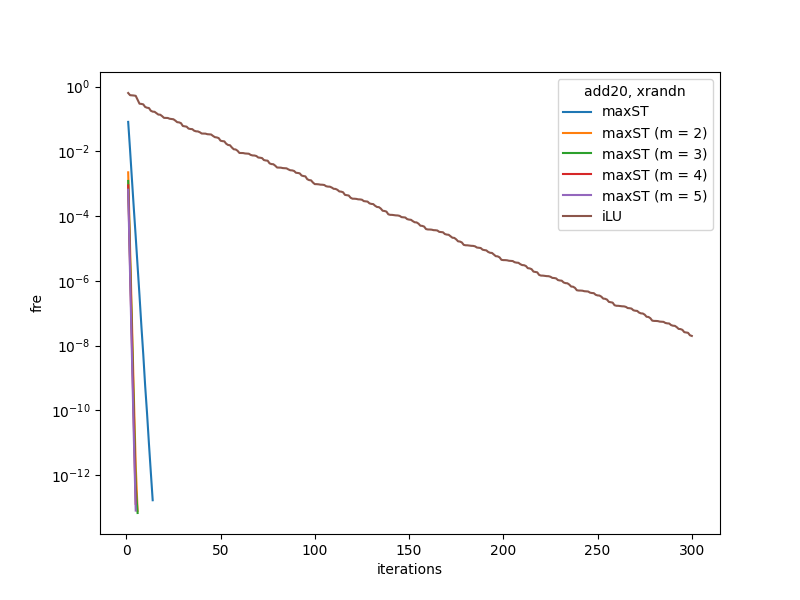 add20, xrandn
maxST
maxST (m = 2)
maxST (m = 3)
maxST (m = 4)
maxST (m = 5)
iLU
fre
10^0
10^−2
10^−4
10^−6
10^−8
10^−10
10^−12
0 50 100 150 200 250 300
iterations